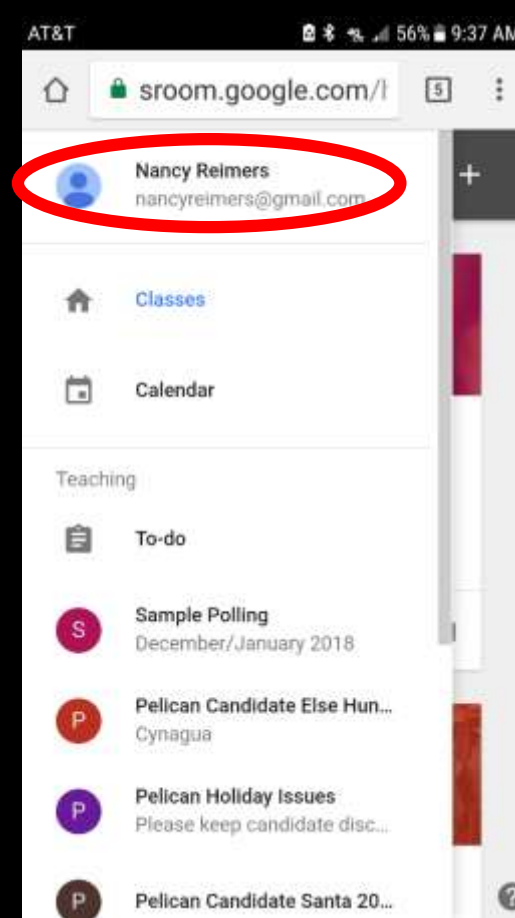 AT&T 56% 9:37 AM
sroom.google.com/ 5
Nancy Reimers
nancyreimers@gmail.com
+
Classes
Calendar
Teaching
To-do
S Sample Polling
December/January 2018
P Pelican Candidate Else Hun...
Cynagua
P Pelican Holiday Issues
Please keep candidate disc...
P Pelican Candidate Santa 20...
?